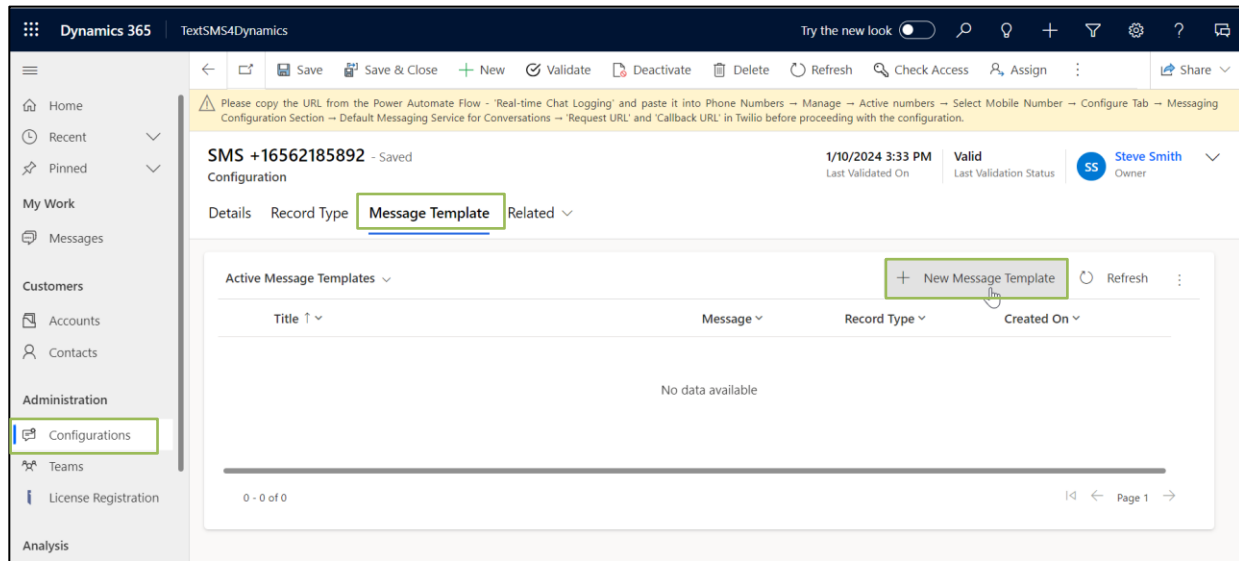 Dynamics 365 TextSMS4Dynamics Try the new look
Save Save & Close New Validate Deactivate Delete Refresh Check Access Assign Share
Home
Recent
Pinned
My Work
Messages
Customers
Accounts
Contacts
Administration
Configurations
Teams
License Registration
Analysis
Please copy the URL from the Power Automate Flow - 'Real-time Chat Logging' and paste it into Phone Numbers → Manage → Active numbers → Select Mobile Number → Configure Tab → Messaging
Configuration Section → Default Messaging Service for Conversations → 'Request URL' and 'Callback URL' in Twilio before proceeding with the configuration.
SMS +16562185892 - Saved
Configuration
1/10/2024 3:33 PM
Last Validated On
Valid
Last Validation Status
SS
Steve Smith
Owner
Details Record Type Message Template Related
Active Message Templates
New Message Template Refresh
Title ↑ Message Record Type Created On
No data available
0 - 0 of 0 Page 1